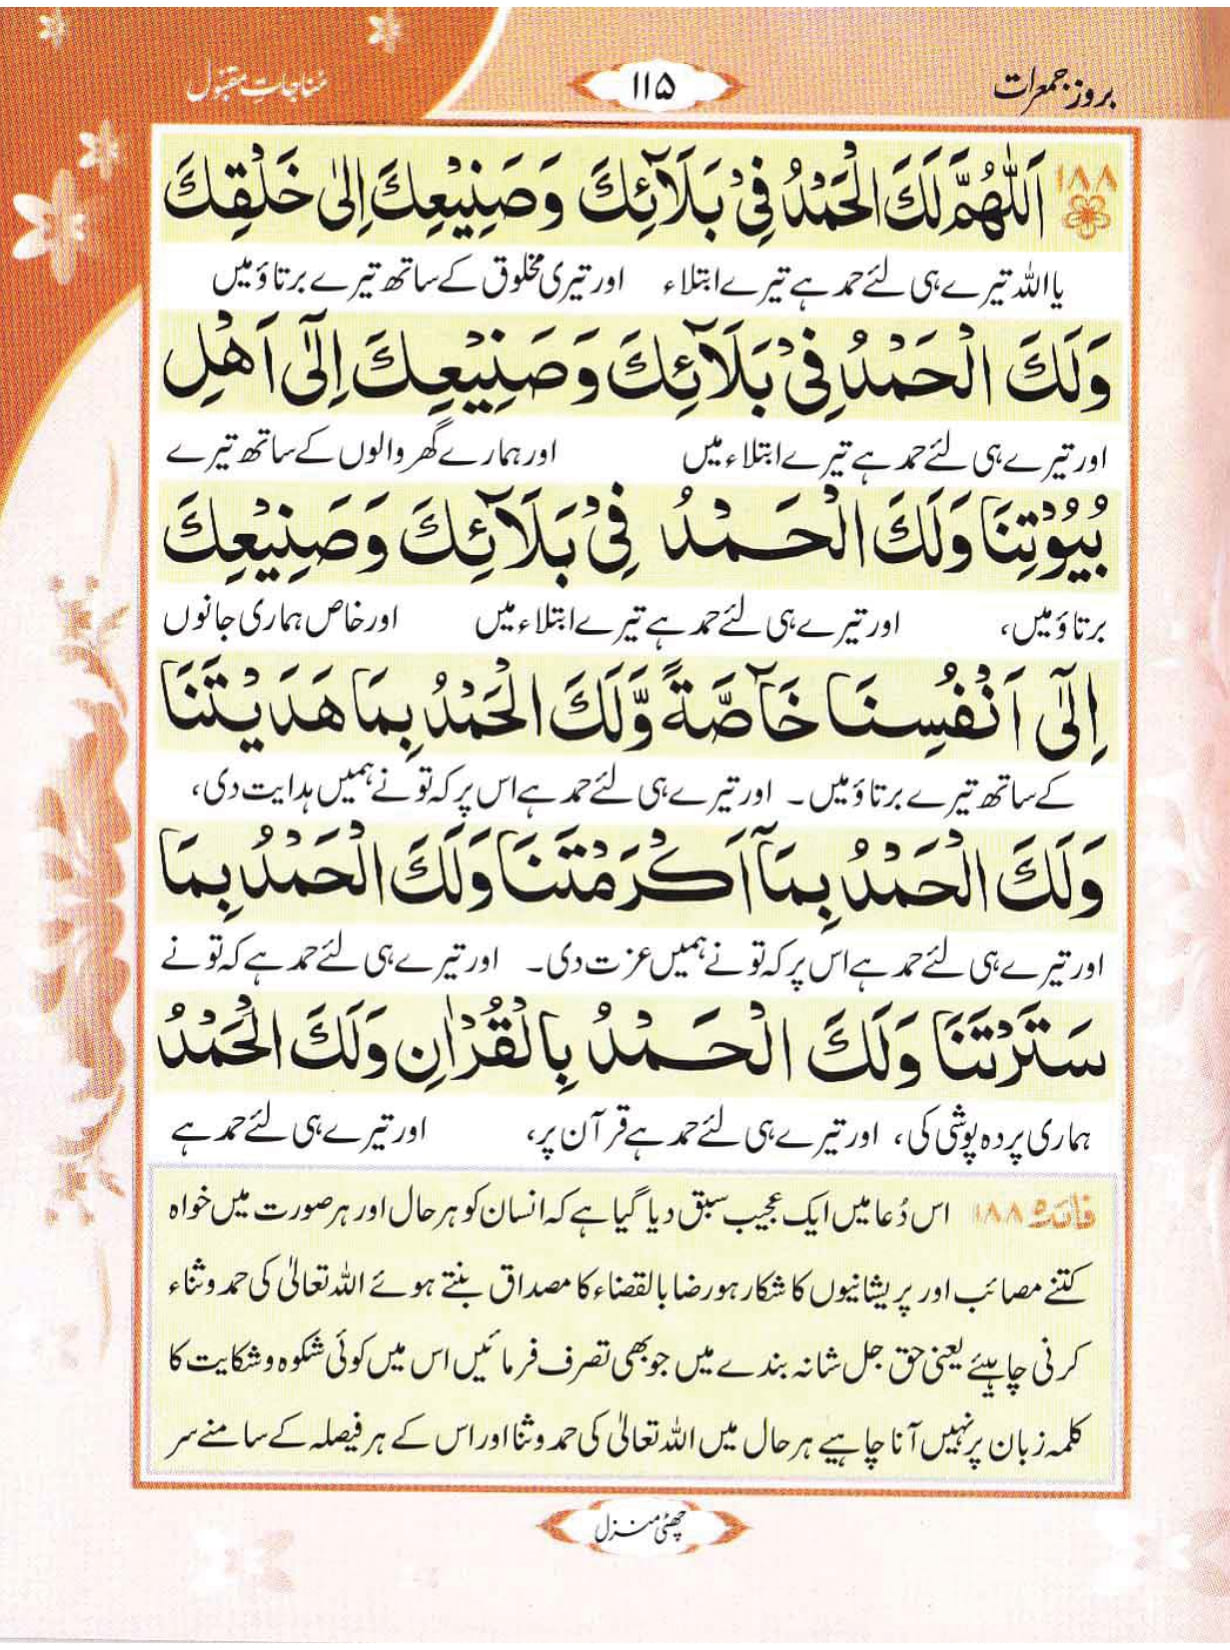 بروز جمعرات
۱۱۵
مُناجاتِ مقبُول
۱۸۸ اَللّٰهُمَّ لَكَ الْحَمْدُ فِیْ بَلَآئِكَ وَصَنِیْعِكَ اِلٰی خَلْقِكَ
یا اللہ تیرے ہی لئے حمد ہے تیرے ابتلاء اور تیری مخلوق کے ساتھ تیرے برتاؤ میں
وَلَكَ الْحَمْدُ فِیْ بَلَآئِكَ وَصَنِیْعِكَ اِلٰٓی اَهْلِ
اور تیرے ہی لئے حمد ہے تیرے ابتلاء میں اور ہمارے گھر والوں کے ساتھ تیرے
بُیُوْتِنَا وَلَكَ الْحَمْدُ فِیْ بَلَآئِكَ وَصَنِیْعِكَ
برتاؤ میں، اور تیرے ہی لئے حمد ہے تیرے ابتلاء میں اور خاص ہماری جانوں
اِلٰٓی اَنْفُسِنَا خَآصَّةً وَّلَكَ الْحَمْدُ بِمَا هَدَیْتَنَا
کے ساتھ تیرے برتاؤ میں۔ اور تیرے ہی لئے حمد ہے اس پر کہ تو نے ہمیں ہدایت دی،
وَلَكَ الْحَمْدُ بِمَآ اَكْرَمْتَنَا وَلَكَ الْحَمْدُ بِمَا
اور تیرے ہی لئے حمد ہے اس پر کہ تو نے ہمیں عزت دی۔ اور تیرے ہی لئے حمد ہے کہ تو نے
سَتَرْتَنَا وَلَكَ الْحَمْدُ بِالْقُرْاٰنِ وَلَكَ الْحَمْدُ
ہماری پردہ پوشی کی، اور تیرے ہی لئے حمد ہے قرآن پر، اور تیرے ہی لئے حمد ہے
فائدہ ۱۸۸ اس دُعا میں ایک عجیب سبق دیا گیا ہے کہ انسان کو ہر حال اور ہر صورت میں خواہ
کتنے مصائب اور پریشانیوں کا شکار ہو رضا بالقضاء کا مصداق بنتے ہوئے اللہ تعالیٰ کی حمد و ثناء
کرنی چاہیئے یعنی حق جل شانہ بندے میں جو بھی تصرف فرمائیں اس میں کوئی شکوہ و شکایت کا
کلمہ زبان پر نہیں آنا چاہیے ہر حال میں اللہ تعالیٰ کی حمد و ثنا اور اس کے ہر فیصلہ کے سامنے سر
چھٹی منزل